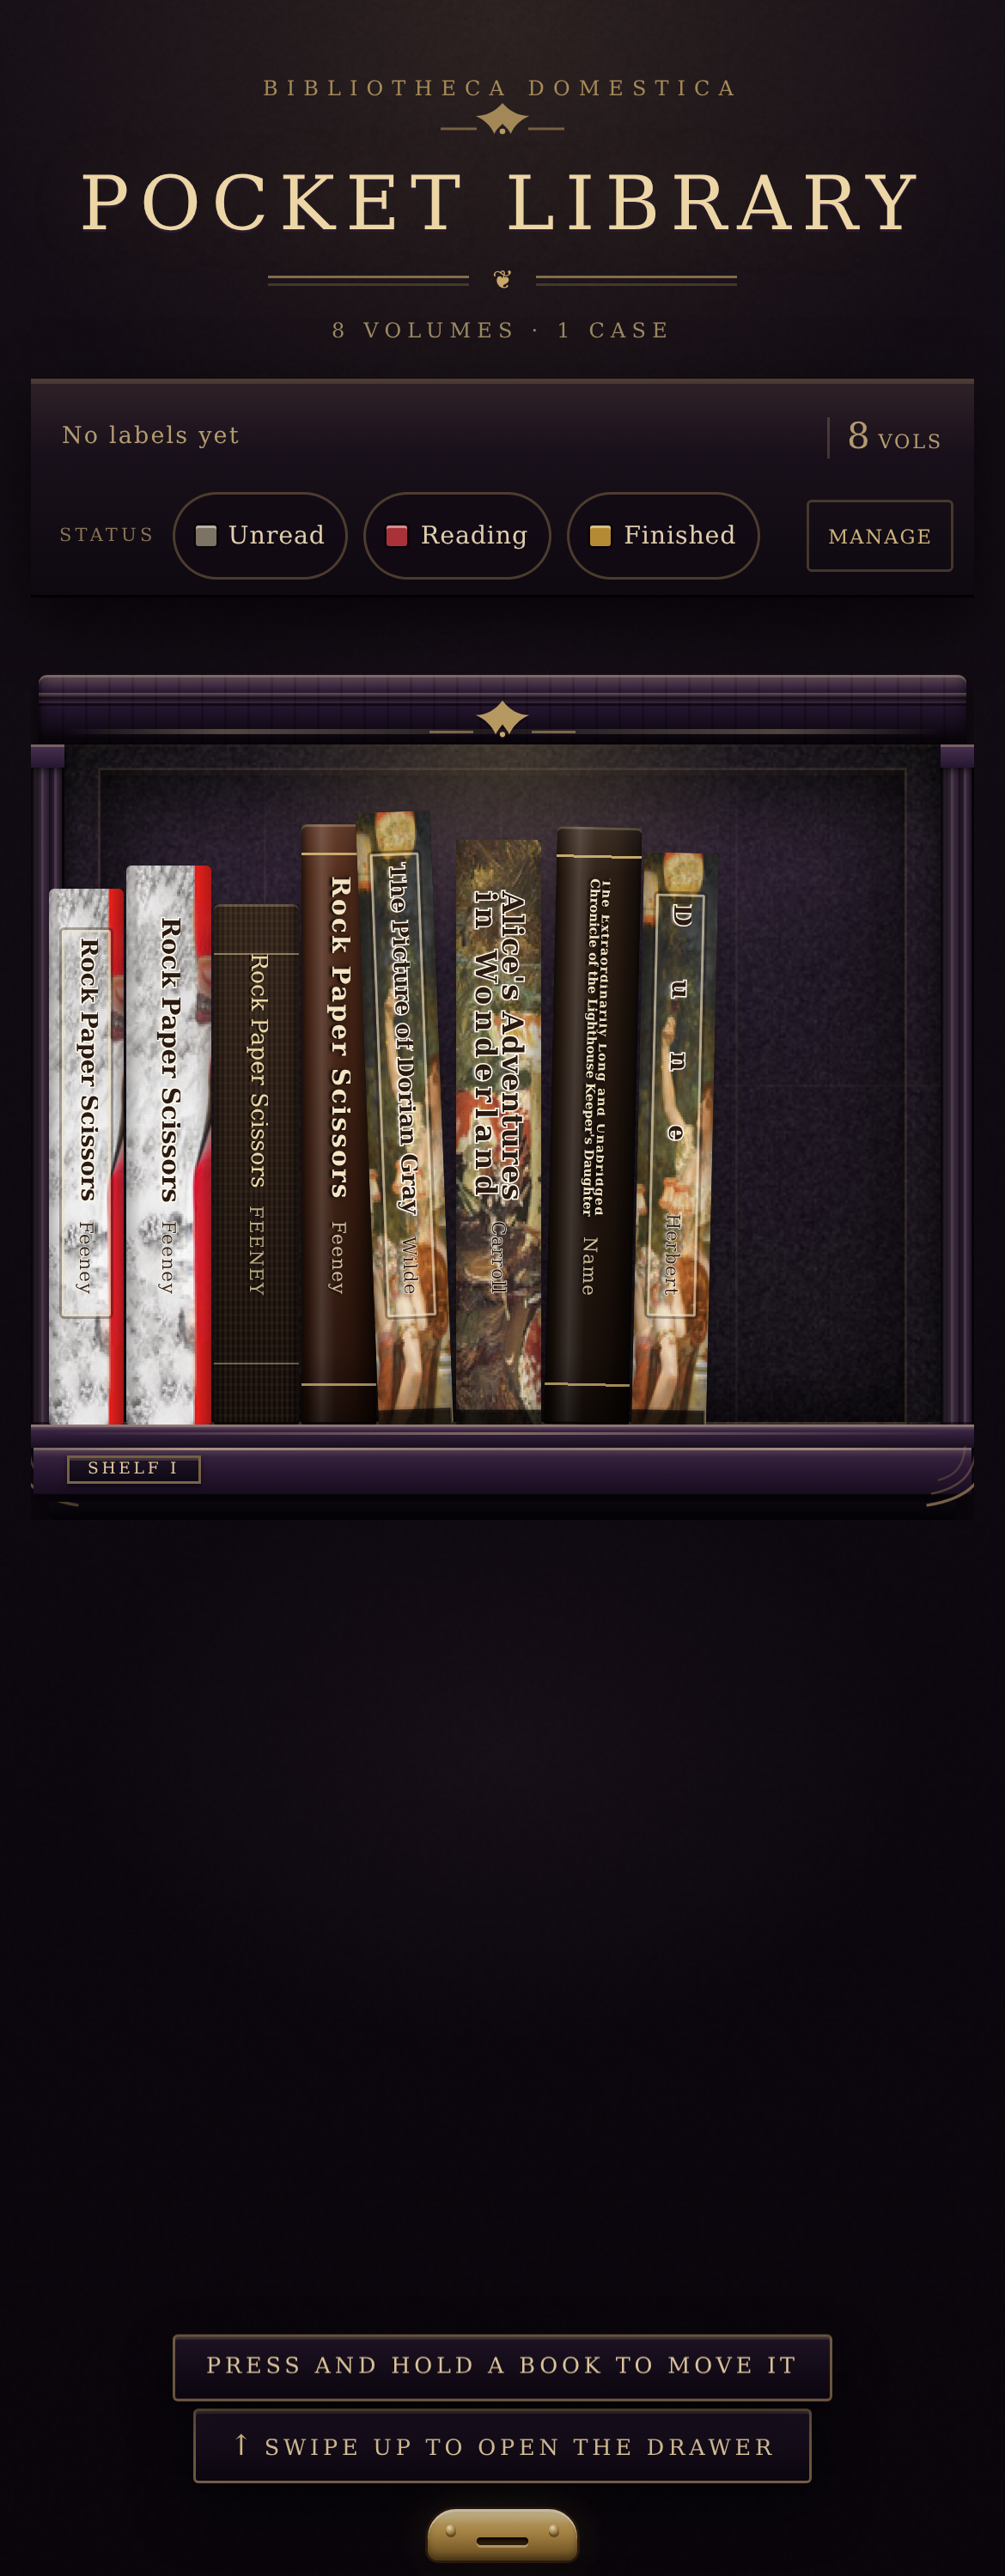 BIBLIOTHECA DOMESTICA
POCKET LIBRARY
8 VOLUMES · 1 CASE
No labels yet
8 VOLS
STATUS
Unread
Reading
Finished
MANAGE
Rock Paper Scissors Feeney
Rock Paper Scissors Feeney
Rock Paper Scissors FEENEY
Rock Paper Scissors Feeney
The Picture of Dorian Gray Wilde
Alice's Adventures
in Wonderland
Carroll
The Extraordinarily Long and Unabridged
Chronicle of the Lighthouse Keeper's Daughter
Name
Dune Herbert
SHELF I
PRESS AND HOLD A BOOK TO MOVE IT
↑ SWIPE UP TO OPEN THE DRAWER